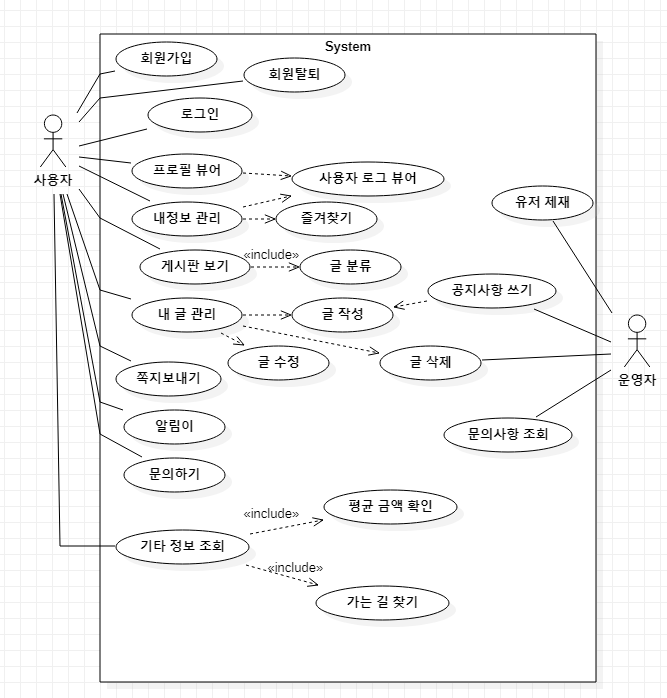 System
회원가입
회원탈퇴
로그인
사용자
프로필 뷰어
사용자 로그 뷰어
유저 제재
내정보 관리
즐겨찾기
«include»
게시판 보기
글 분류
공지사항 쓰기
내 글 관리
글 작성
글 수정
글 삭제
운영자
쪽지보내기
알림이
문의사항 조회
문의하기
«include»
평균 금액 확인
기타 정보 조회
«include»
가는 길 찾기